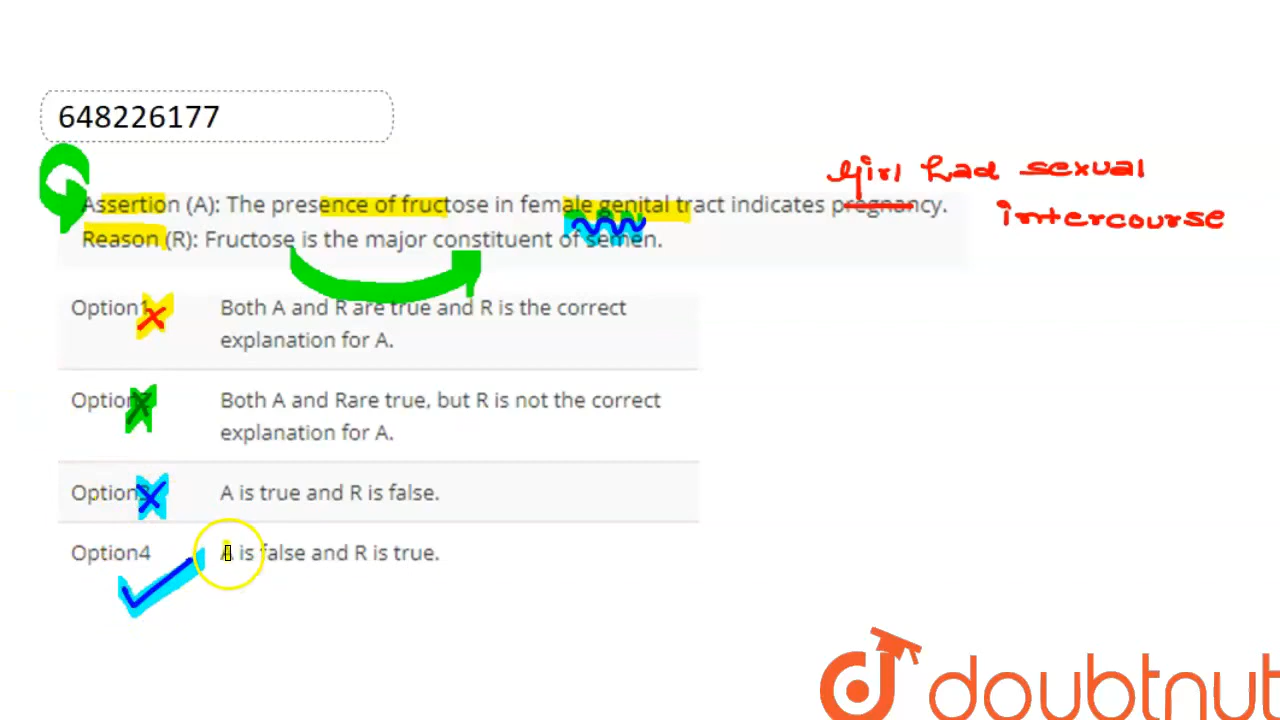 648226177
Girl had sexual
Assertion (A): The presence of fructose in female genital tract indicates pregnancy.
intercourse
Reason (R): Fructose is the major constituent of semen.
Option1 Both A and R are true and R is the correct
explanation for A.
Option2 Both A and Rare true, but R is not the correct
explanation for A.
Option3 A is true and R is false.
Option4 A is false and R is true.
doubtnut